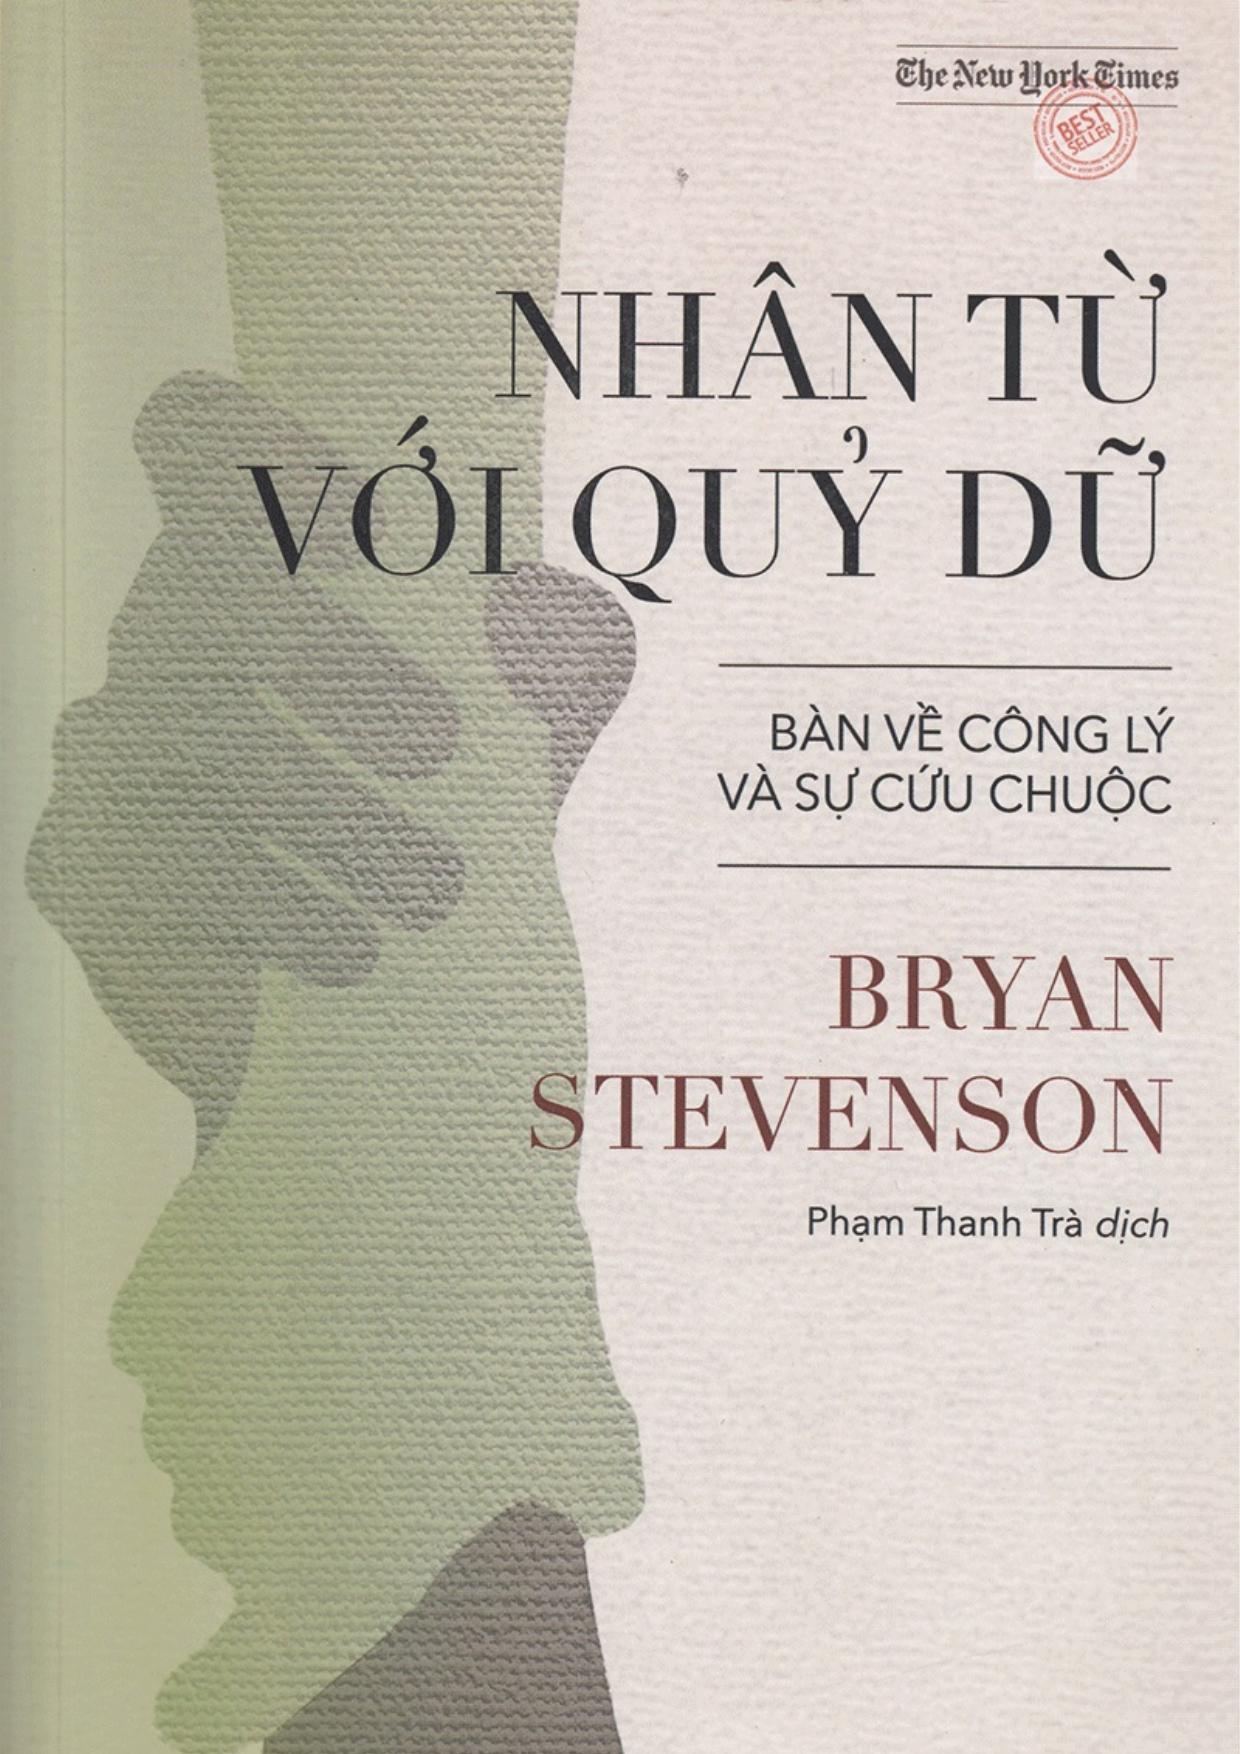 The New York Times
BEST
SELLER
NHÂN TỪ
VỚI QUỶ DỮ
BÀN VỀ CÔNG LÝ
VÀ SỰ CỨU CHUỘC
BRYAN
STEVENSON
Phạm Thanh Trà dịch